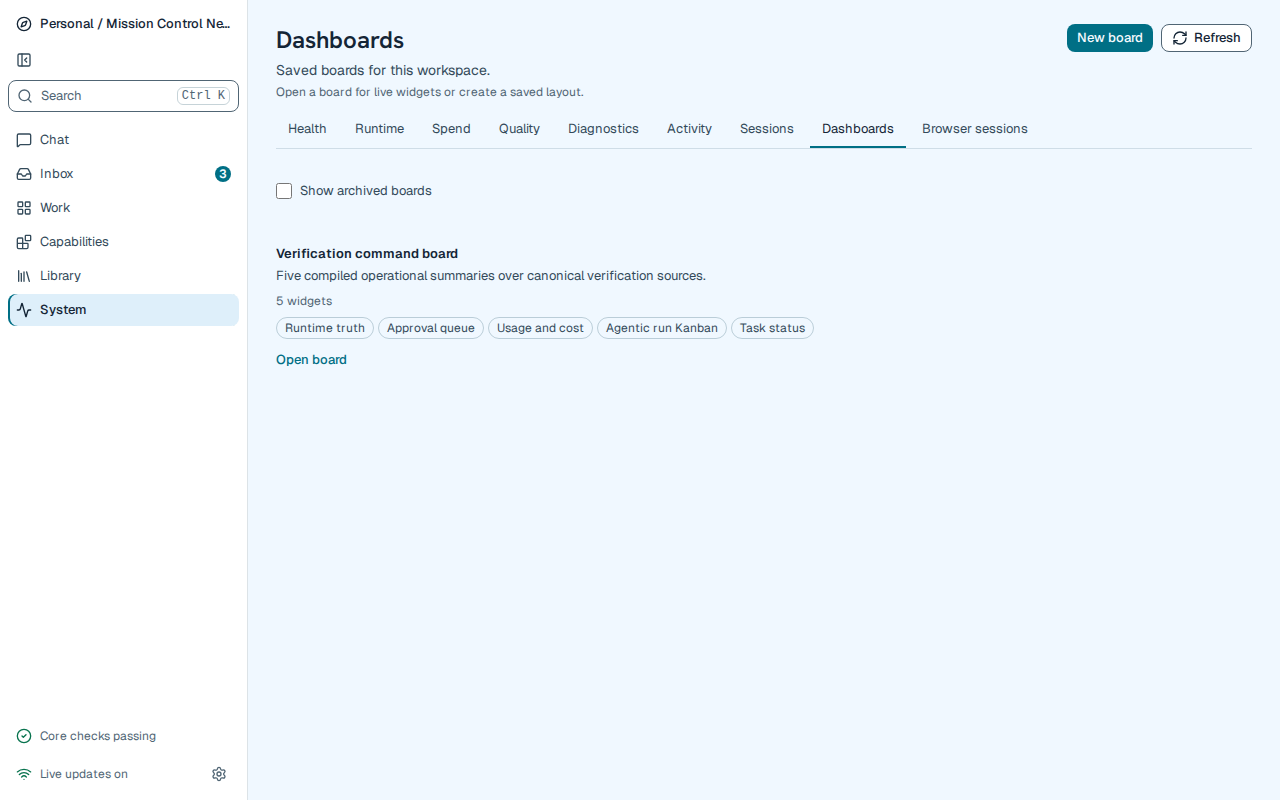 Personal / Mission Control Ne...
Search
Ctrl K
Chat
Inbox
3
Work
Capabilities
Library
System
Core checks passing
Live updates on
Dashboards
New board
Refresh
Saved boards for this workspace.
Open a board for live widgets or create a saved layout.
Health
Runtime
Spend
Quality
Diagnostics
Activity
Sessions
Dashboards
Browser sessions
Show archived boards
Verification command board
Five compiled operational summaries over canonical verification sources.
5 widgets
Runtime truth
Approval queue
Usage and cost
Agentic run Kanban
Task status
Open board